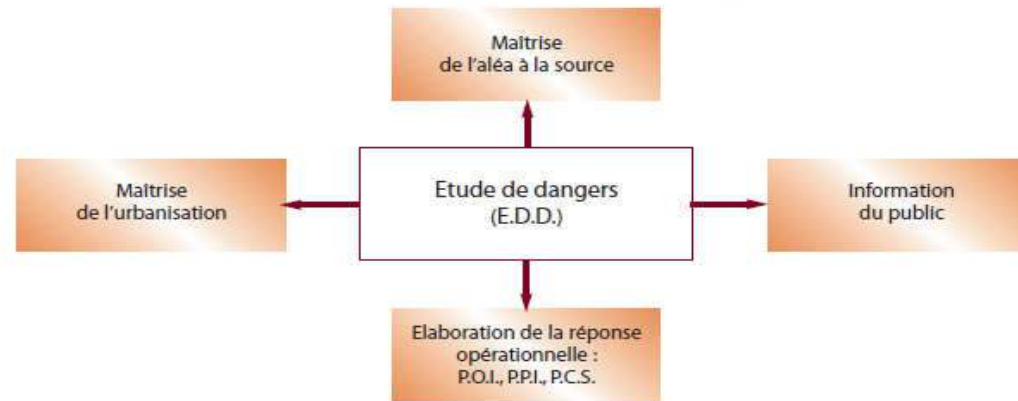 Maîtrise
de l'aléa à la source
Maîtrise
de l'urbanisation
Etude de dangers
(E.D.D.)
Information
du public
Elaboration de la réponse
opérationnelle :
P.O.I., P.P.I., P.C.S.